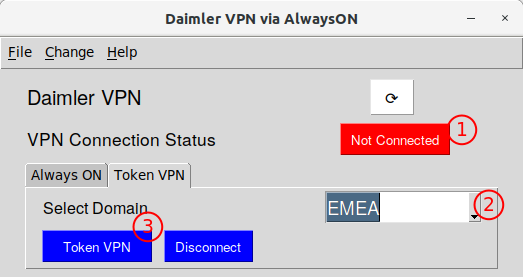 Daimler VPN via AlwaysON
File Change Help
Daimler VPN
VPN Connection Status
Not Connected
1
Always ON Token VPN
Select Domain
EMEA
2
3
Token VPN Disconnect